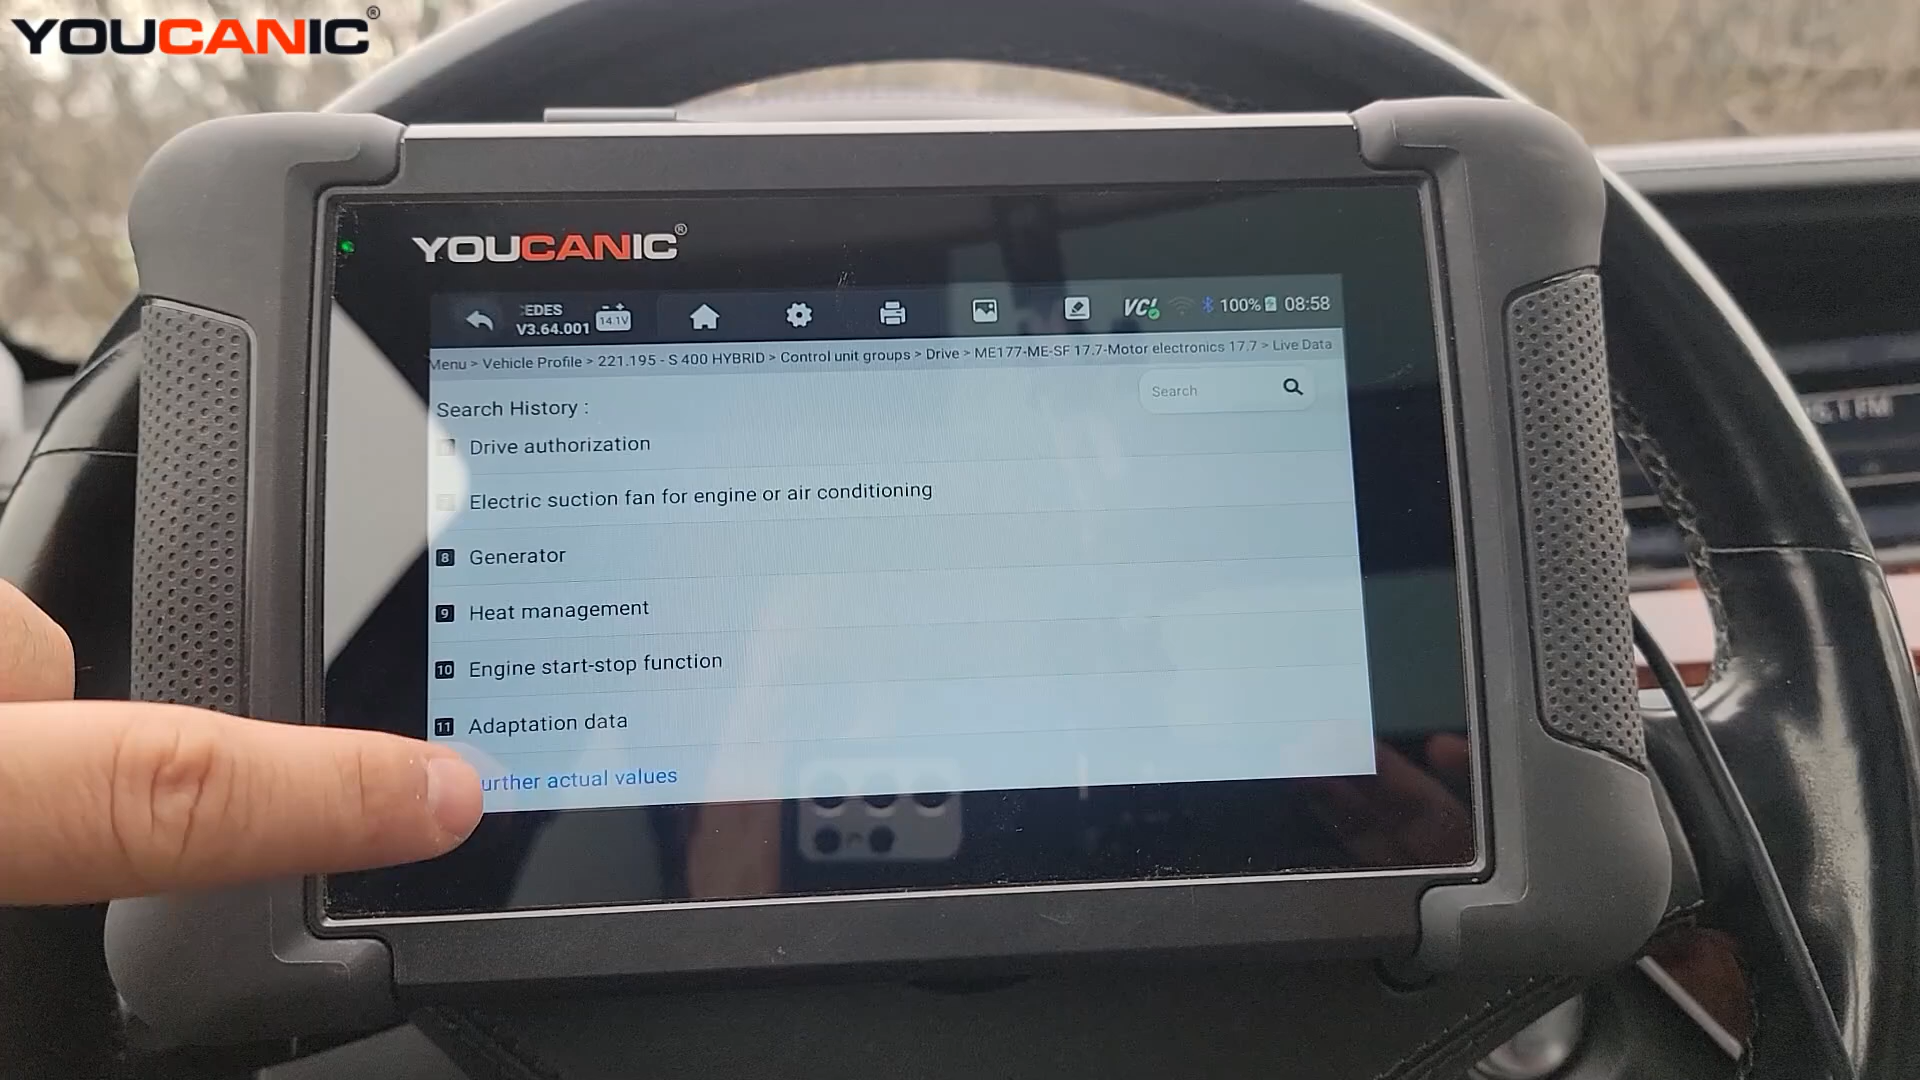 YOUCANIC®
YOUCANIC®
EDES
V3.64.001
14.1V
VCI
100%
08:58
Menu > Vehicle Profile > 221.195 - S 400 HYBRID > Control unit groups > Drive > ME177-ME-SF 17.7-Motor electronics 17.7 > Live Data
Search History :
Search
Drive authorization
Electric suction fan for engine or air conditioning
8 Generator
9 Heat management
10 Engine start-stop function
11 Adaptation data
urther actual values
FM